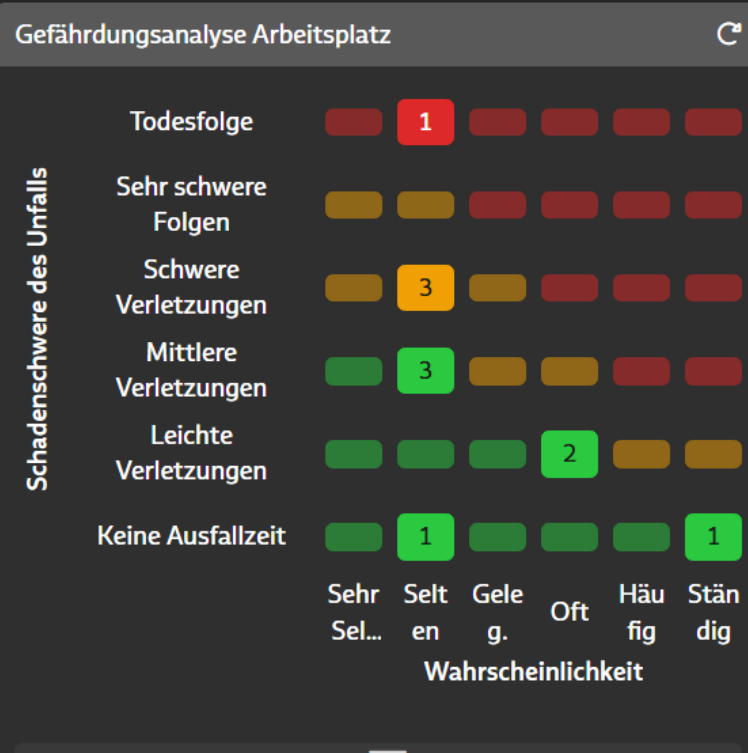 Gefährdungsanalyse Arbeitsplatz
Schadenschwere des Unfalls
Todesfolge
1
Sehr schwere
Folgen
Schwere
Verletzungen
3
Mittlere
Verletzungen
3
Leichte
Verletzungen
2
Keine Ausfallzeit
1 1
Sehr Selt Gele Oft Häu Stän
Sel... en g. fig dig
Wahrscheinlichkeit